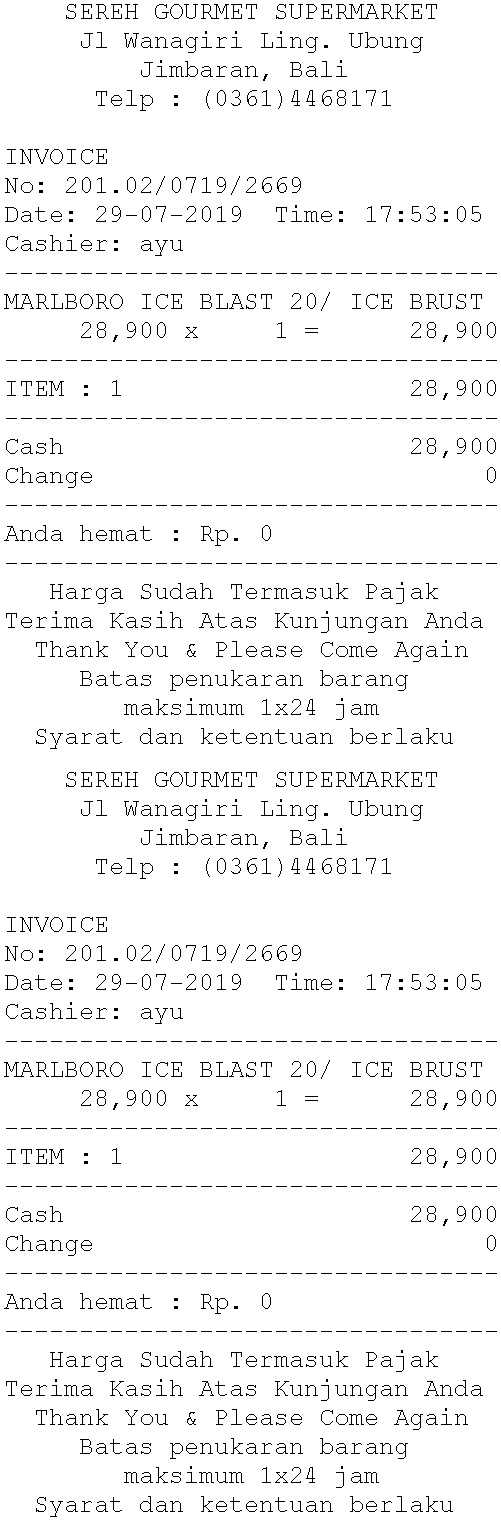 SEREH GOURMET SUPERMARKET
Jl Wanagiri Ling. Ubung
Jimbaran, Bali
Telp : (0361)4468171
INVOICE
No: 201.02/0719/2669
Date: 29-07-2019 Time: 17:53:05
Cashier: ayu
---------------------------------
MARLBORO ICE BLAST 20/ ICE BRUST
28,900 x 1 = 28,900
---------------------------------
ITEM : 1 28,900
---------------------------------
Cash 28,900
Change 0
---------------------------------
Anda hemat : Rp. 0
---------------------------------
Harga Sudah Termasuk Pajak
Terima Kasih Atas Kunjungan Anda
Thank You & Please Come Again
Batas penukaran barang
maksimum 1x24 jam
Syarat dan ketentuan berlaku
SEREH GOURMET SUPERMARKET
Jl Wanagiri Ling. Ubung
Jimbaran, Bali
Telp : (0361)4468171
INVOICE
No: 201.02/0719/2669
Date: 29-07-2019 Time: 17:53:05
Cashier: ayu
---------------------------------
MARLBORO ICE BLAST 20/ ICE BRUST
28,900 x 1 = 28,900
---------------------------------
ITEM : 1 28,900
---------------------------------
Cash 28,900
Change 0
---------------------------------
Anda hemat : Rp. 0
---------------------------------
Harga Sudah Termasuk Pajak
Terima Kasih Atas Kunjungan Anda
Thank You & Please Come Again
Batas penukaran barang
maksimum 1x24 jam
Syarat dan ketentuan berlaku